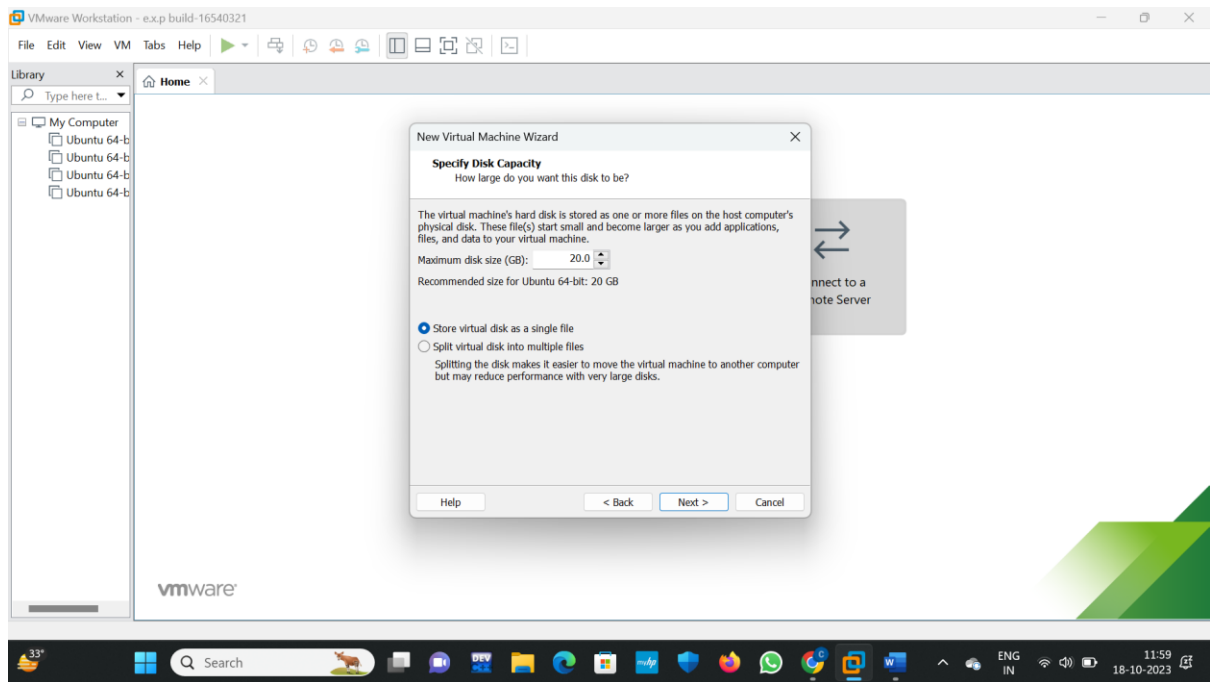 VMware Workstation - e.x.p build-16540321
File Edit View VM Tabs Help
Library
Home
Type here t...
My Computer
Ubuntu 64-b
Ubuntu 64-b
Ubuntu 64-b
Ubuntu 64-b
New Virtual Machine Wizard
Specify Disk Capacity
How large do you want this disk to be?
The virtual machine's hard disk is stored as one or more files on the host computer's
physical disk. These file(s) start small and become larger as you add applications,
files, and data to your virtual machine.
Maximum disk size (GB): 20.0
Recommended size for Ubuntu 64-bit: 20 GB
Store virtual disk as a single file
Split virtual disk into multiple files
Splitting the disk makes it easier to move the virtual machine to another computer
but may reduce performance with very large disks.
Help < Back Next > Cancel
nnect to a
note Server
vmware
33°
Search
DEV
mhp
W
ENG
IN
11:59
18-10-2023